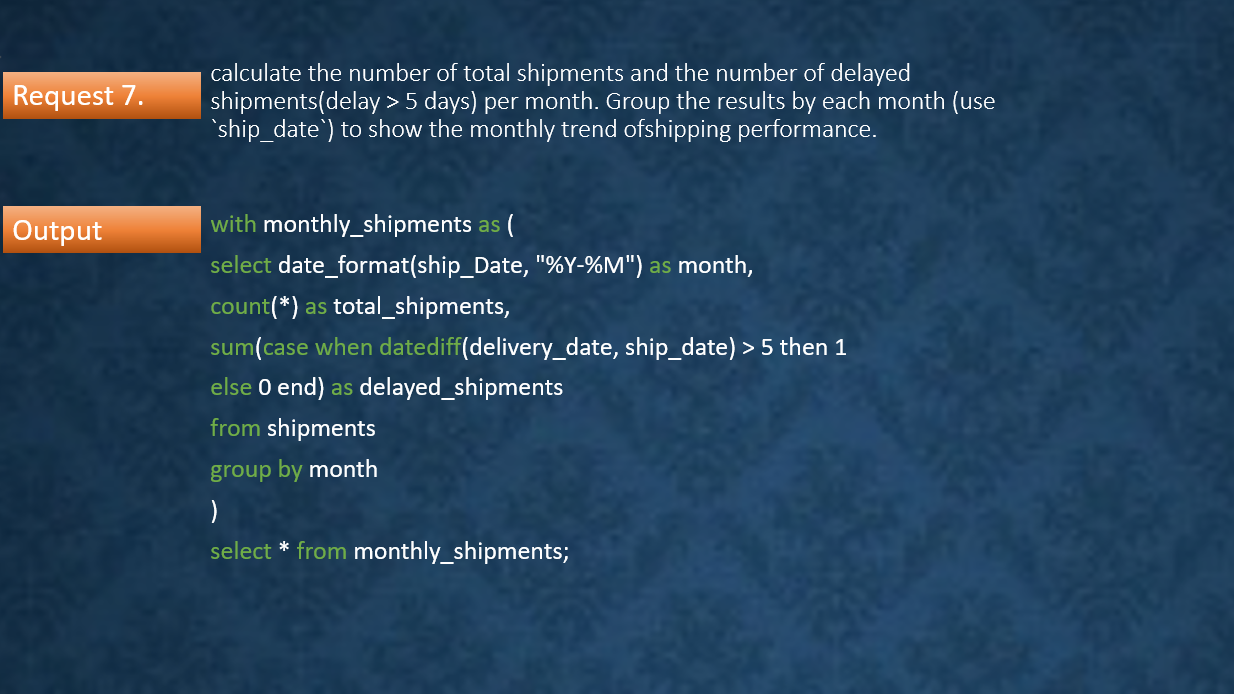 Request 7.
calculate the number of total shipments and the number of delayed
shipments(delay > 5 days) per month. Group the results by each month (use
`ship_date`) to show the monthly trend ofshipping performance.
Output
with monthly_shipments as (
select date_format(ship_Date, "%Y-%M") as month,
count(*) as total_shipments,
sum(case when datediff(delivery_date, ship_date) > 5 then 1
else 0 end) as delayed_shipments
from shipments
group by month
)
select * from monthly_shipments;